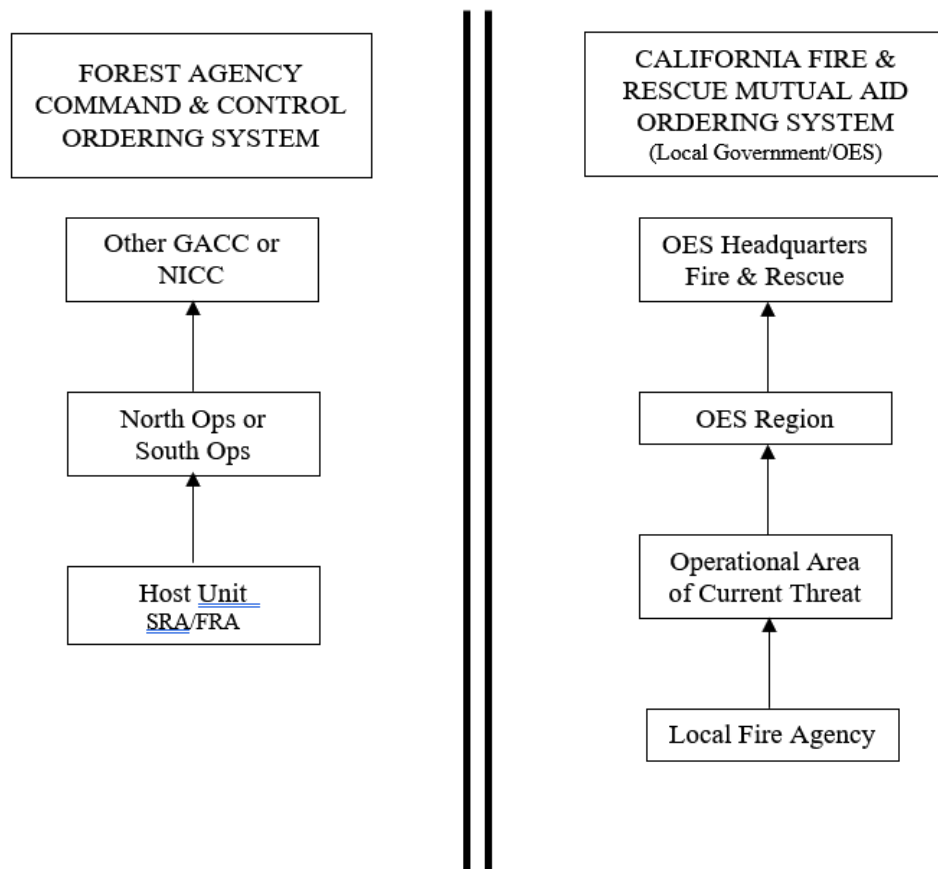 FOREST AGENCY
COMMAND & CONTROL
ORDERING SYSTEM
Other GACC or
NICC
North Ops or
South Ops
Host Unit
SRA/FRA
CALIFORNIA FIRE &
RESCUE MUTUAL AID
ORDERING SYSTEM
(Local Government/OES)
OES Headquarters
Fire & Rescue
OES Region
Operational Area
of Current Threat
Local Fire Agency